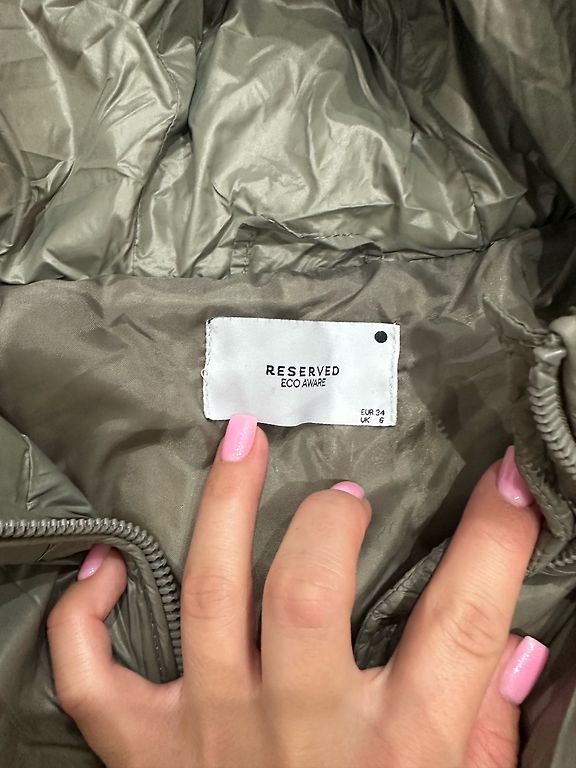 RESERVED
ECO AWARE
EUR 34
UK 6